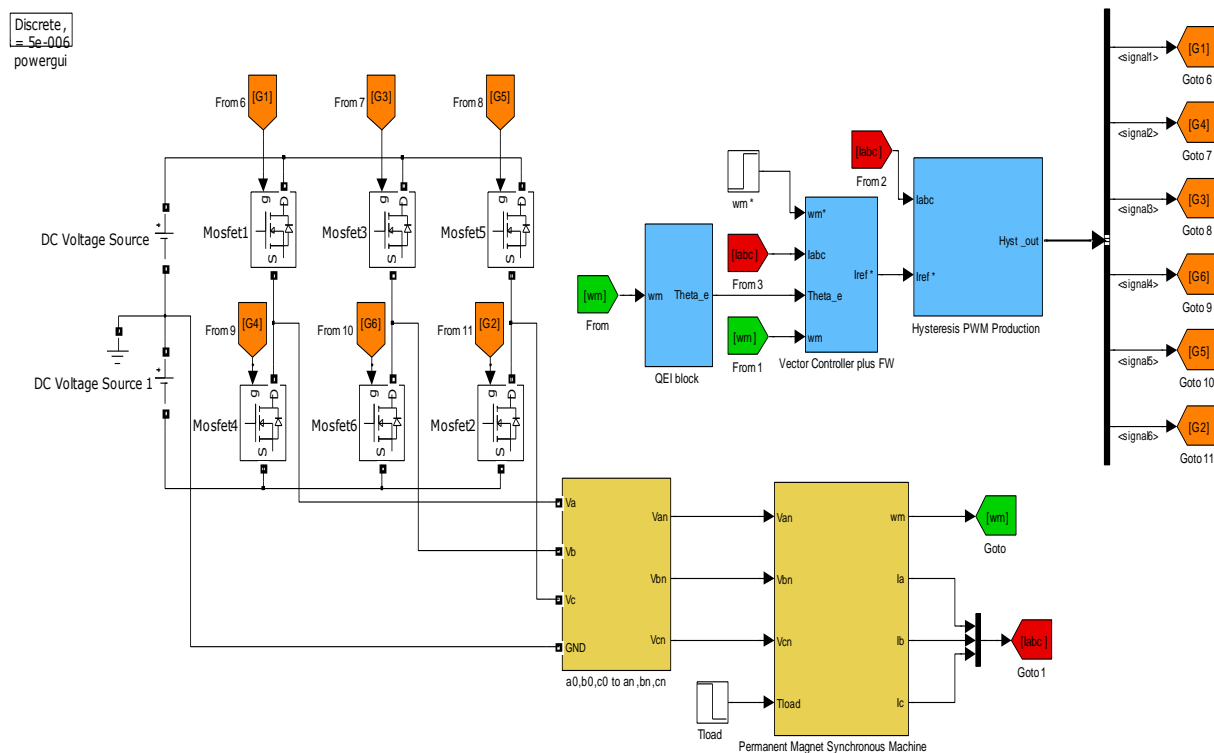 Discrete,
= 5e-006
powergui
From 6
[G1]
From 7
[G3]
From 8
[G5]
g
D
S
Mosfet1
g
D
S
Mosfet3
g
D
S
Mosfet5
DC Voltage Source
+
From 9
[G4]
From 10
[G6]
From 11
[G2]
DC Voltage Source 1
+
g
D
S
Mosfet4
g
D
S
Mosfet6
g
D
S
Mosfet2
wm*
[Iabc]
From 2
[wm]
From
wm
Theta_e
QEI block
[Iabc]
From 3
[wm]
From 1
wm*
Iabc
Theta_e
wm
Iref *
Vector Controller plus FW
Iabc
Iref *
Hyst _out
Hysteresis PWM Production
<signal1>
[G1]
Goto 6
<signal2>
[G4]
Goto 7
<signal3>
[G3]
Goto 8
<signal4>
[G6]
Goto 9
<signal5>
[G5]
Goto 10
<signal6>
[G2]
Goto 11
Va
Vb
Vc
GND
Van
Vbn
Vcn
a0,b0,c0 to an,bn,cn
Tload
Van
Vbn
Vcn
Tload
wm
Ia
Ib
Ic
Permanent Magnet Synchronous Machine
[wm]
Goto
[Iabc]
Goto 1